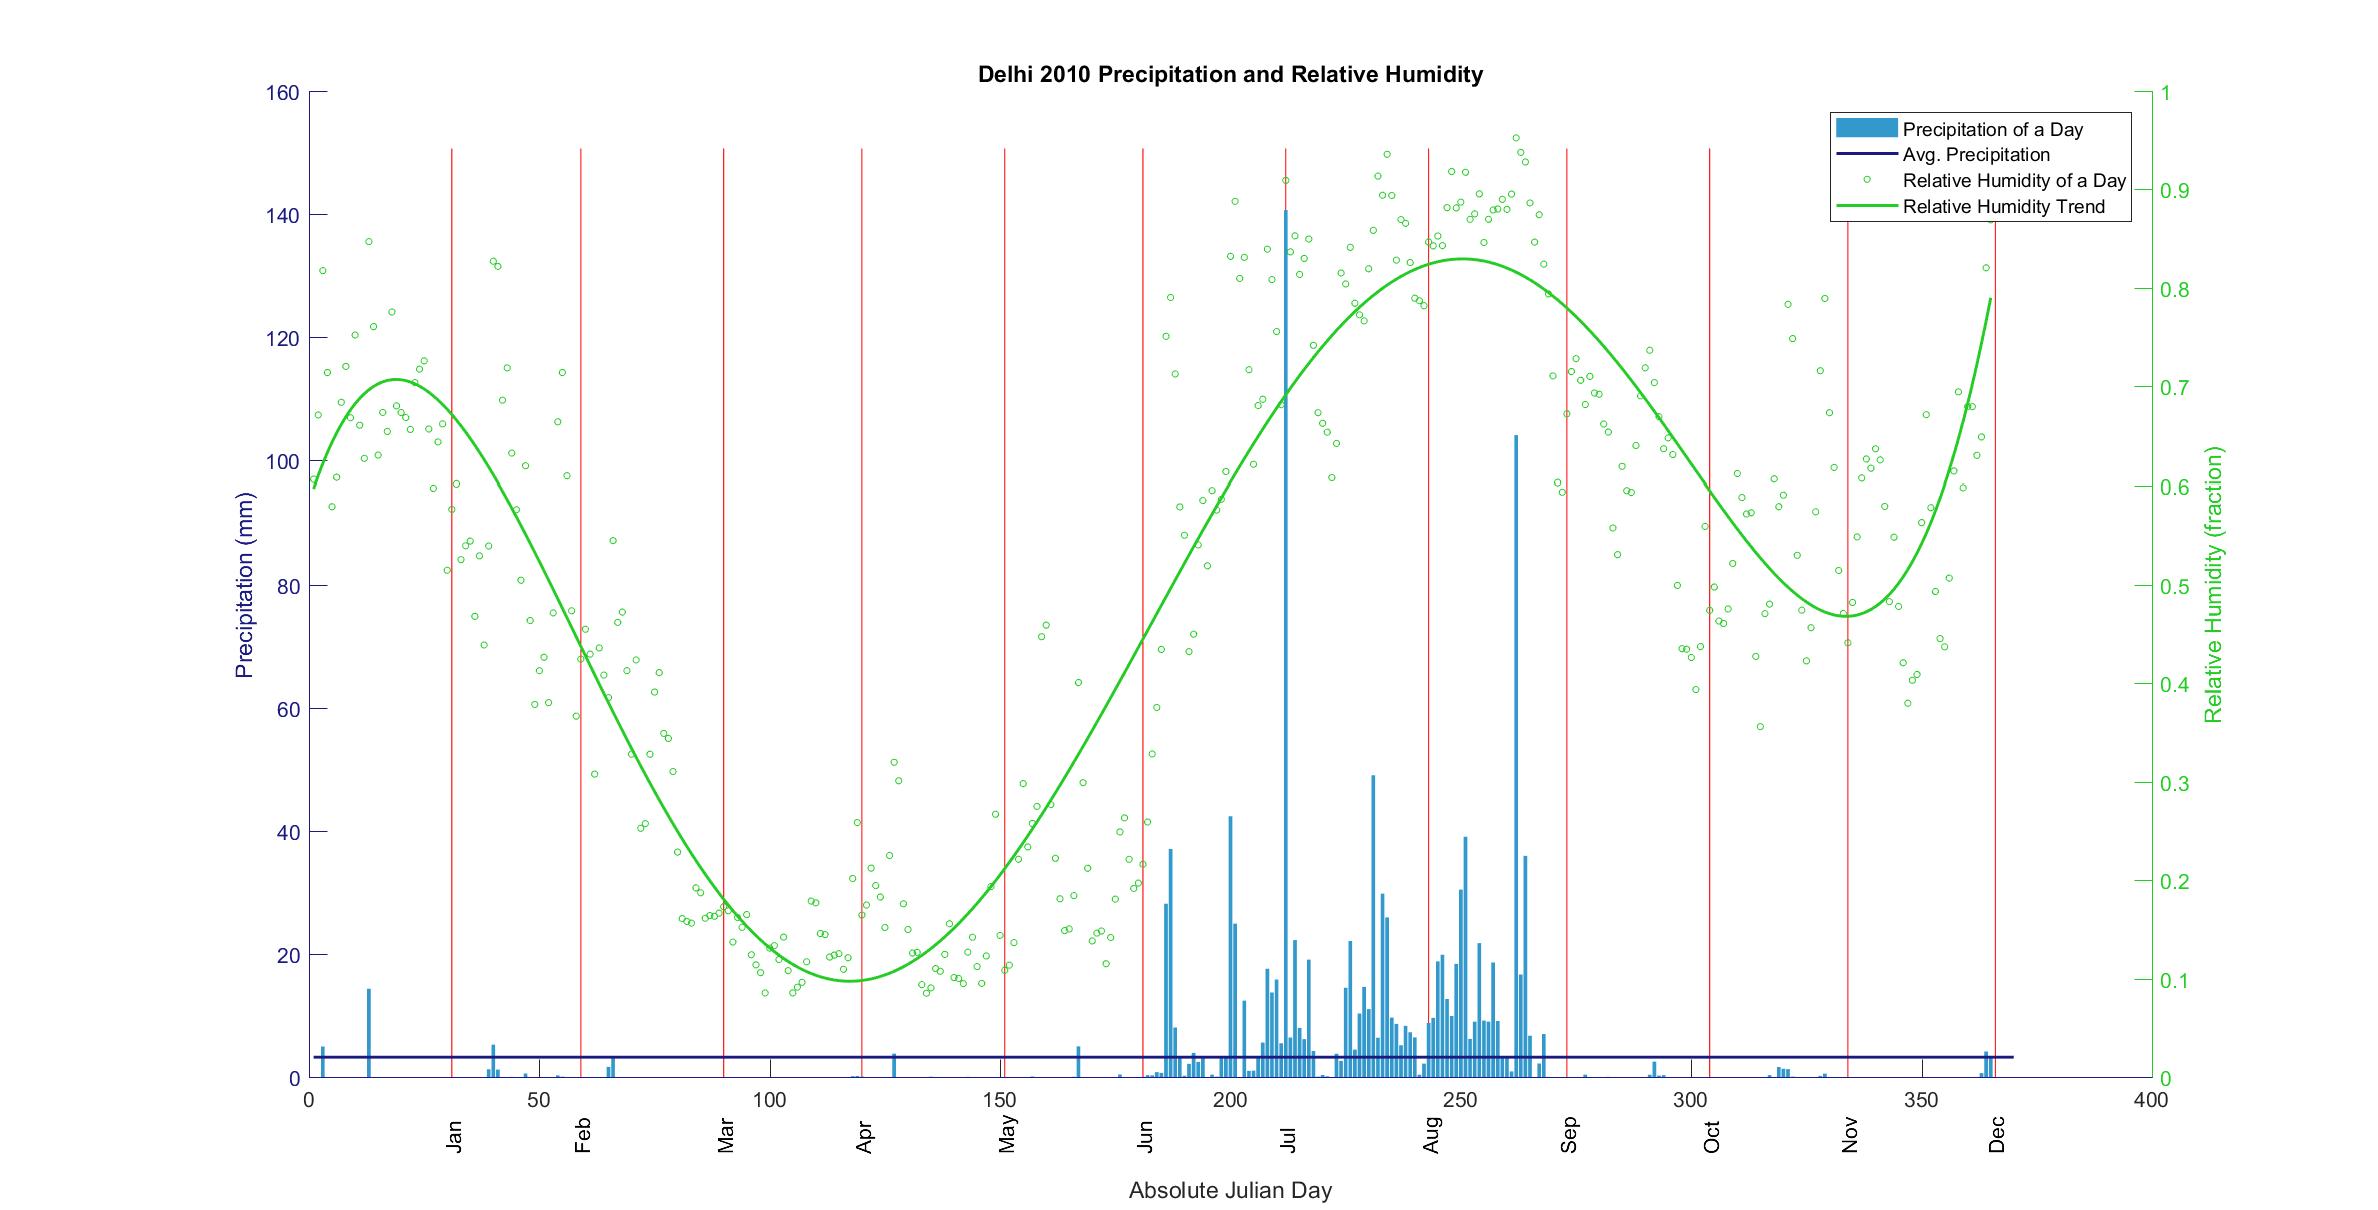 Delhi 2010 Precipitation and Relative Humidity
160
140
120
100
80
60
40
20
0
Precipitation (mm)
1
0.9
0.8
0.7
0.6
0.5
0.4
0.3
0.2
0.1
0
Relative Humidity (fraction)
Precipitation of a Day
Avg. Precipitation
Relative Humidity of a Day
Relative Humidity Trend
0 50 100 150 200 250 300 350 400
Jan Feb Mar Apr May Jun Jul Aug Sep Oct Nov Dec
Absolute Julian Day